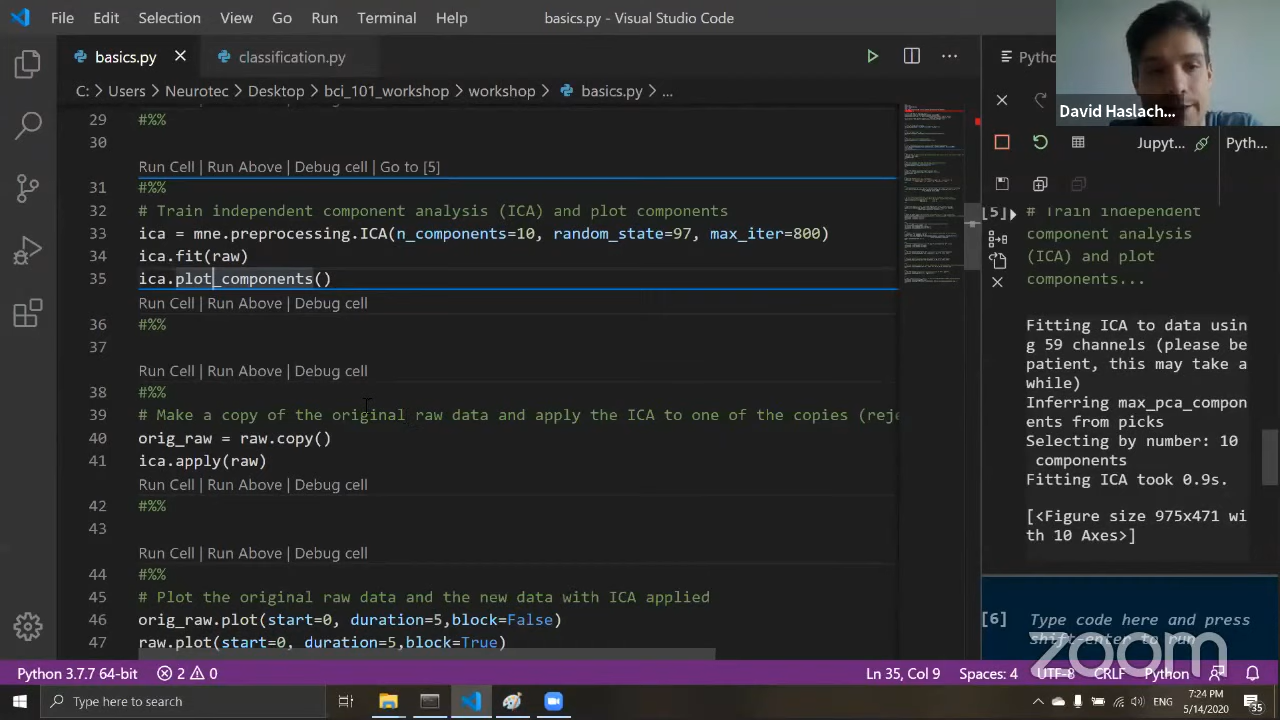 File Edit Selection View Go Run Terminal Help basics.py - Visual Studio Code
basics.py classification.py
C: > Users > Neurotec > Desktop > bci_101_workshop > workshop > basics.py > ...
29 #%%
30
Run Cell | Run Above | Debug cell | Go to [5]
31 #%%
32 # Train independent component analysis (ICA) and plot components
33 ica = mne.preprocessing.ICA(n_components=10, random_state=97, max_iter=800)
34 ica.fit(raw)
35 ica.plot_components()
Run Cell | Run Above | Debug cell
36 #%%
37
Run Cell | Run Above | Debug cell
38 #%%
39 # Make a copy of the original raw data and apply the ICA to one of the copies (reje
40 orig_raw = raw.copy()
41 ica.apply(raw)
Run Cell | Run Above | Debug cell
42 #%%
43
Run Cell | Run Above | Debug cell
44 #%%
45 # Plot the original raw data and the new data with ICA applied
46 orig_raw.plot(start=0, duration=5,block=False)
47 raw.plot(start=0, duration=5,block=True)
Pytho
David Haslach...
Jupyt... Pyth...
[5] # Train independent
component analysis
(ICA) and plot
components...
Fitting ICA to data usin
g 59 channels (please be
patient, this may take a
while)
Inferring max_pca_compon
ents from picks
Selecting by number: 10
components
Fitting ICA took 0.9s.
[<Figure size 975x471 wi
th 10 Axes>]
[6] Type code here and press
shift-enter to run
zoom
Python 3.7.7 64-bit 2 0 Ln 35, Col 9 Spaces: 4 UTF-8 CRLF Python
Type here to search
ENG
7:24 PM
5/14/2020
35